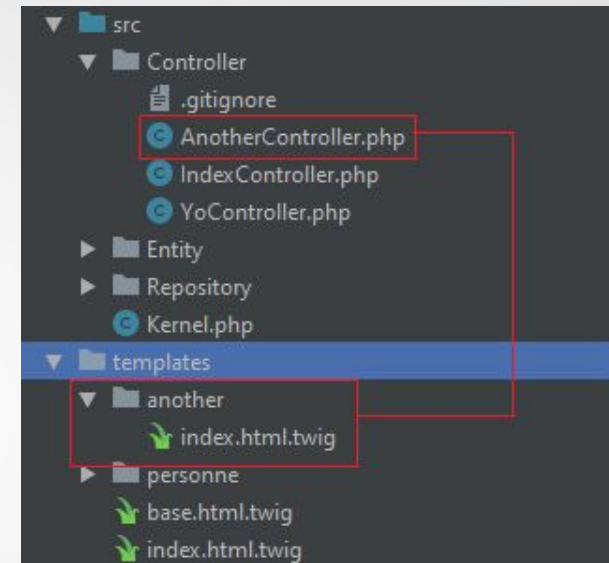 src
Controller
.gitignore
AnotherController.php
IndexController.php
YoController.php
Entity
Repository
Kernel.php
templates
another
index.html.twig
personne
base.html.twig
index.html.twig